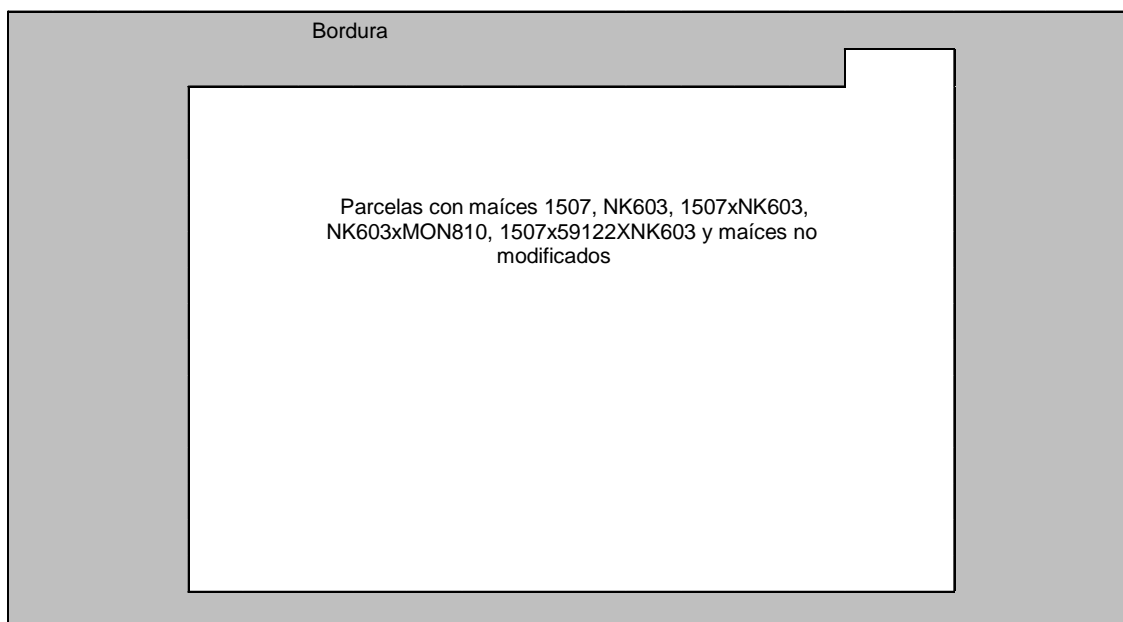 Bordura
Parcelas con maíces 1507, NK603, 1507xNK603,
NK603xMON810, 1507x59122XNK603 y maíces no
modificados